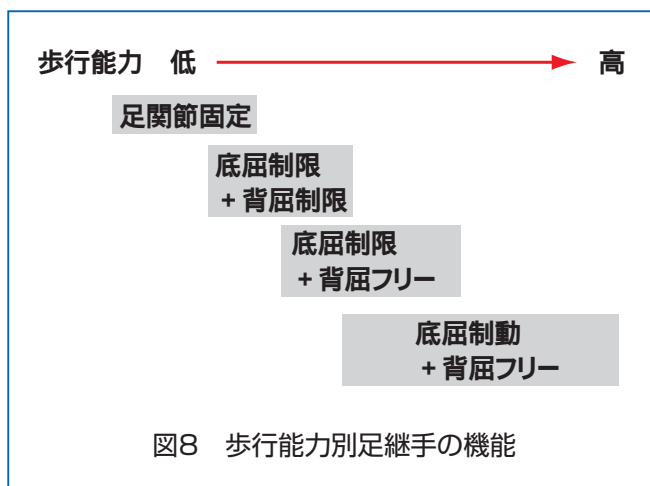 歩行能力 低 高
足関節固定
底屈制限
+ 背屈制限
底屈制限
+ 背屈フリー
底屈制動
+ 背屈フリー
図8 歩行能力別足継手の機能